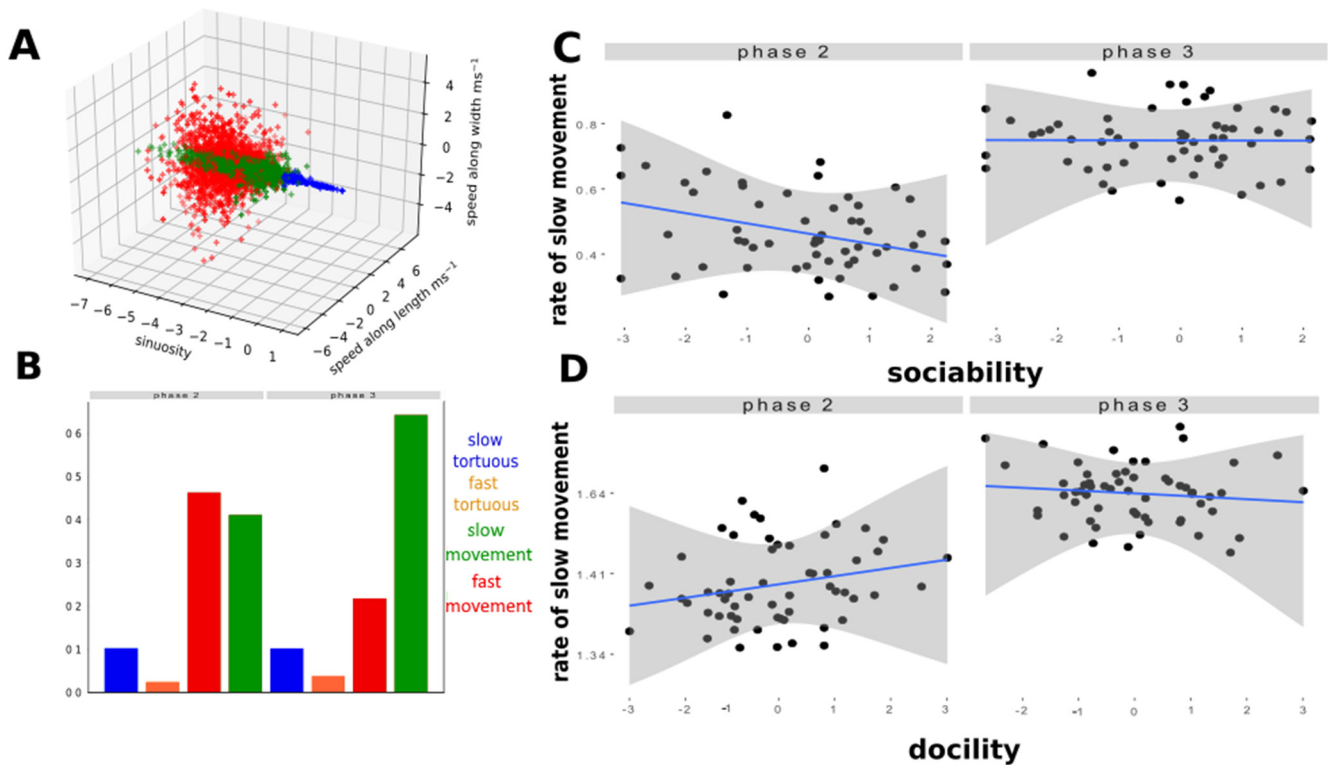 A
4
2
0
−2
−4
speed along width ms⁻¹
−7 −6 −5 −4 −3 −2 −1 0 1
sinuosity
−6 −4 −2 0 2 4 6
speed along length ms⁻¹
B
phase 2 phase 3
0 6
0 5
0 4
0 3
0 2
0 1
0 0
slow
tortuous
fast
tortuous
slow
movement
fast
movement
C
phase 2 phase 3
rate of slow movement
0.8
0.6
0.4
-3 -2 -1 0 1 2 -3 -2 -1 0 1 2
sociability
D
phase 2 phase 3
rate of slow movement
1.64
1.41
1.34
-3 -2 -1 0 1 2 3 -2 -1 0 1 2 3
docility